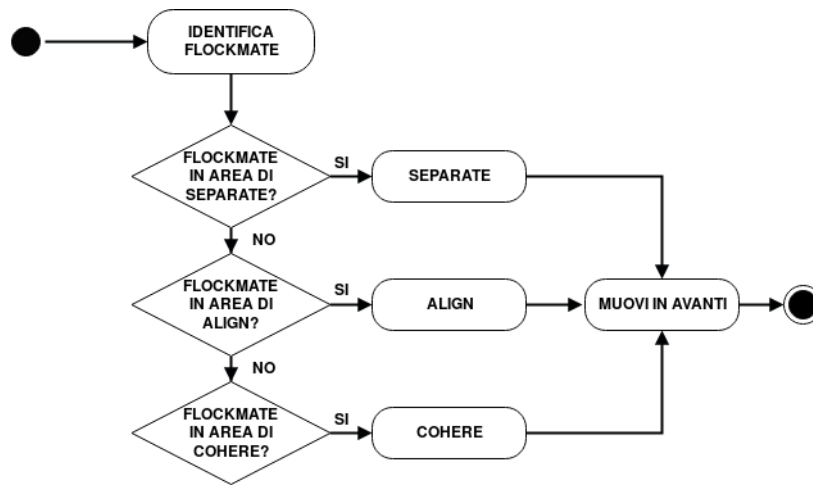 IDENTIFICA
FLOCKMATE
FLOCKMATE
IN AREA DI
SEPARATE?
SI
SEPARATE
NO
FLOCKMATE
IN AREA DI
ALIGN?
SI
ALIGN
MUOVI IN AVANTI
NO
FLOCKMATE
IN AREA DI
COHERE?
SI
COHERE